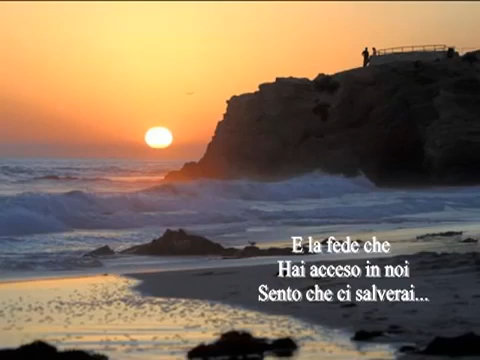 E la fede che
Hai acceso in noi
Sento che ci salverai...